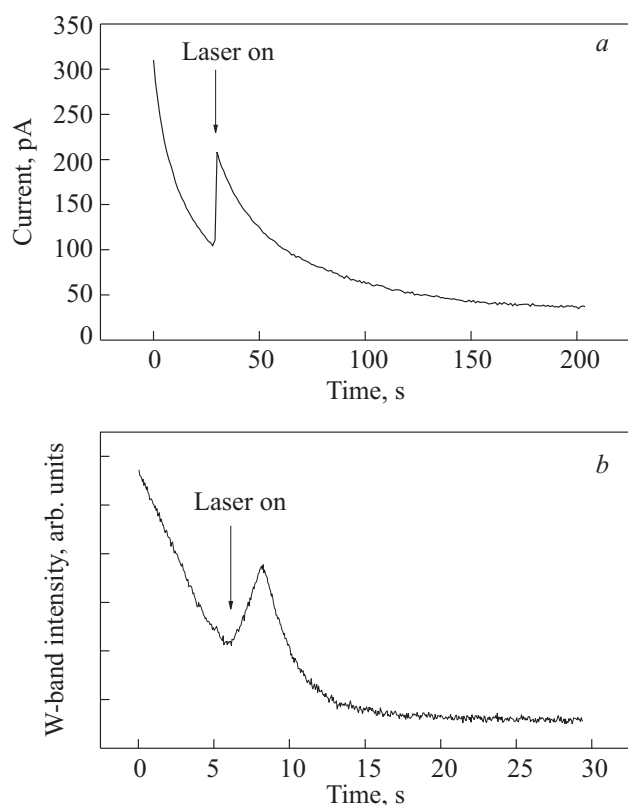 350
a
Laser on
300
250
200
150
100
50
0
Current, pA
0 50 100 150 200
Time, s
b
Laser on
W-band intensity, arb. units
0 5 10 15 20 25 30
Time, s